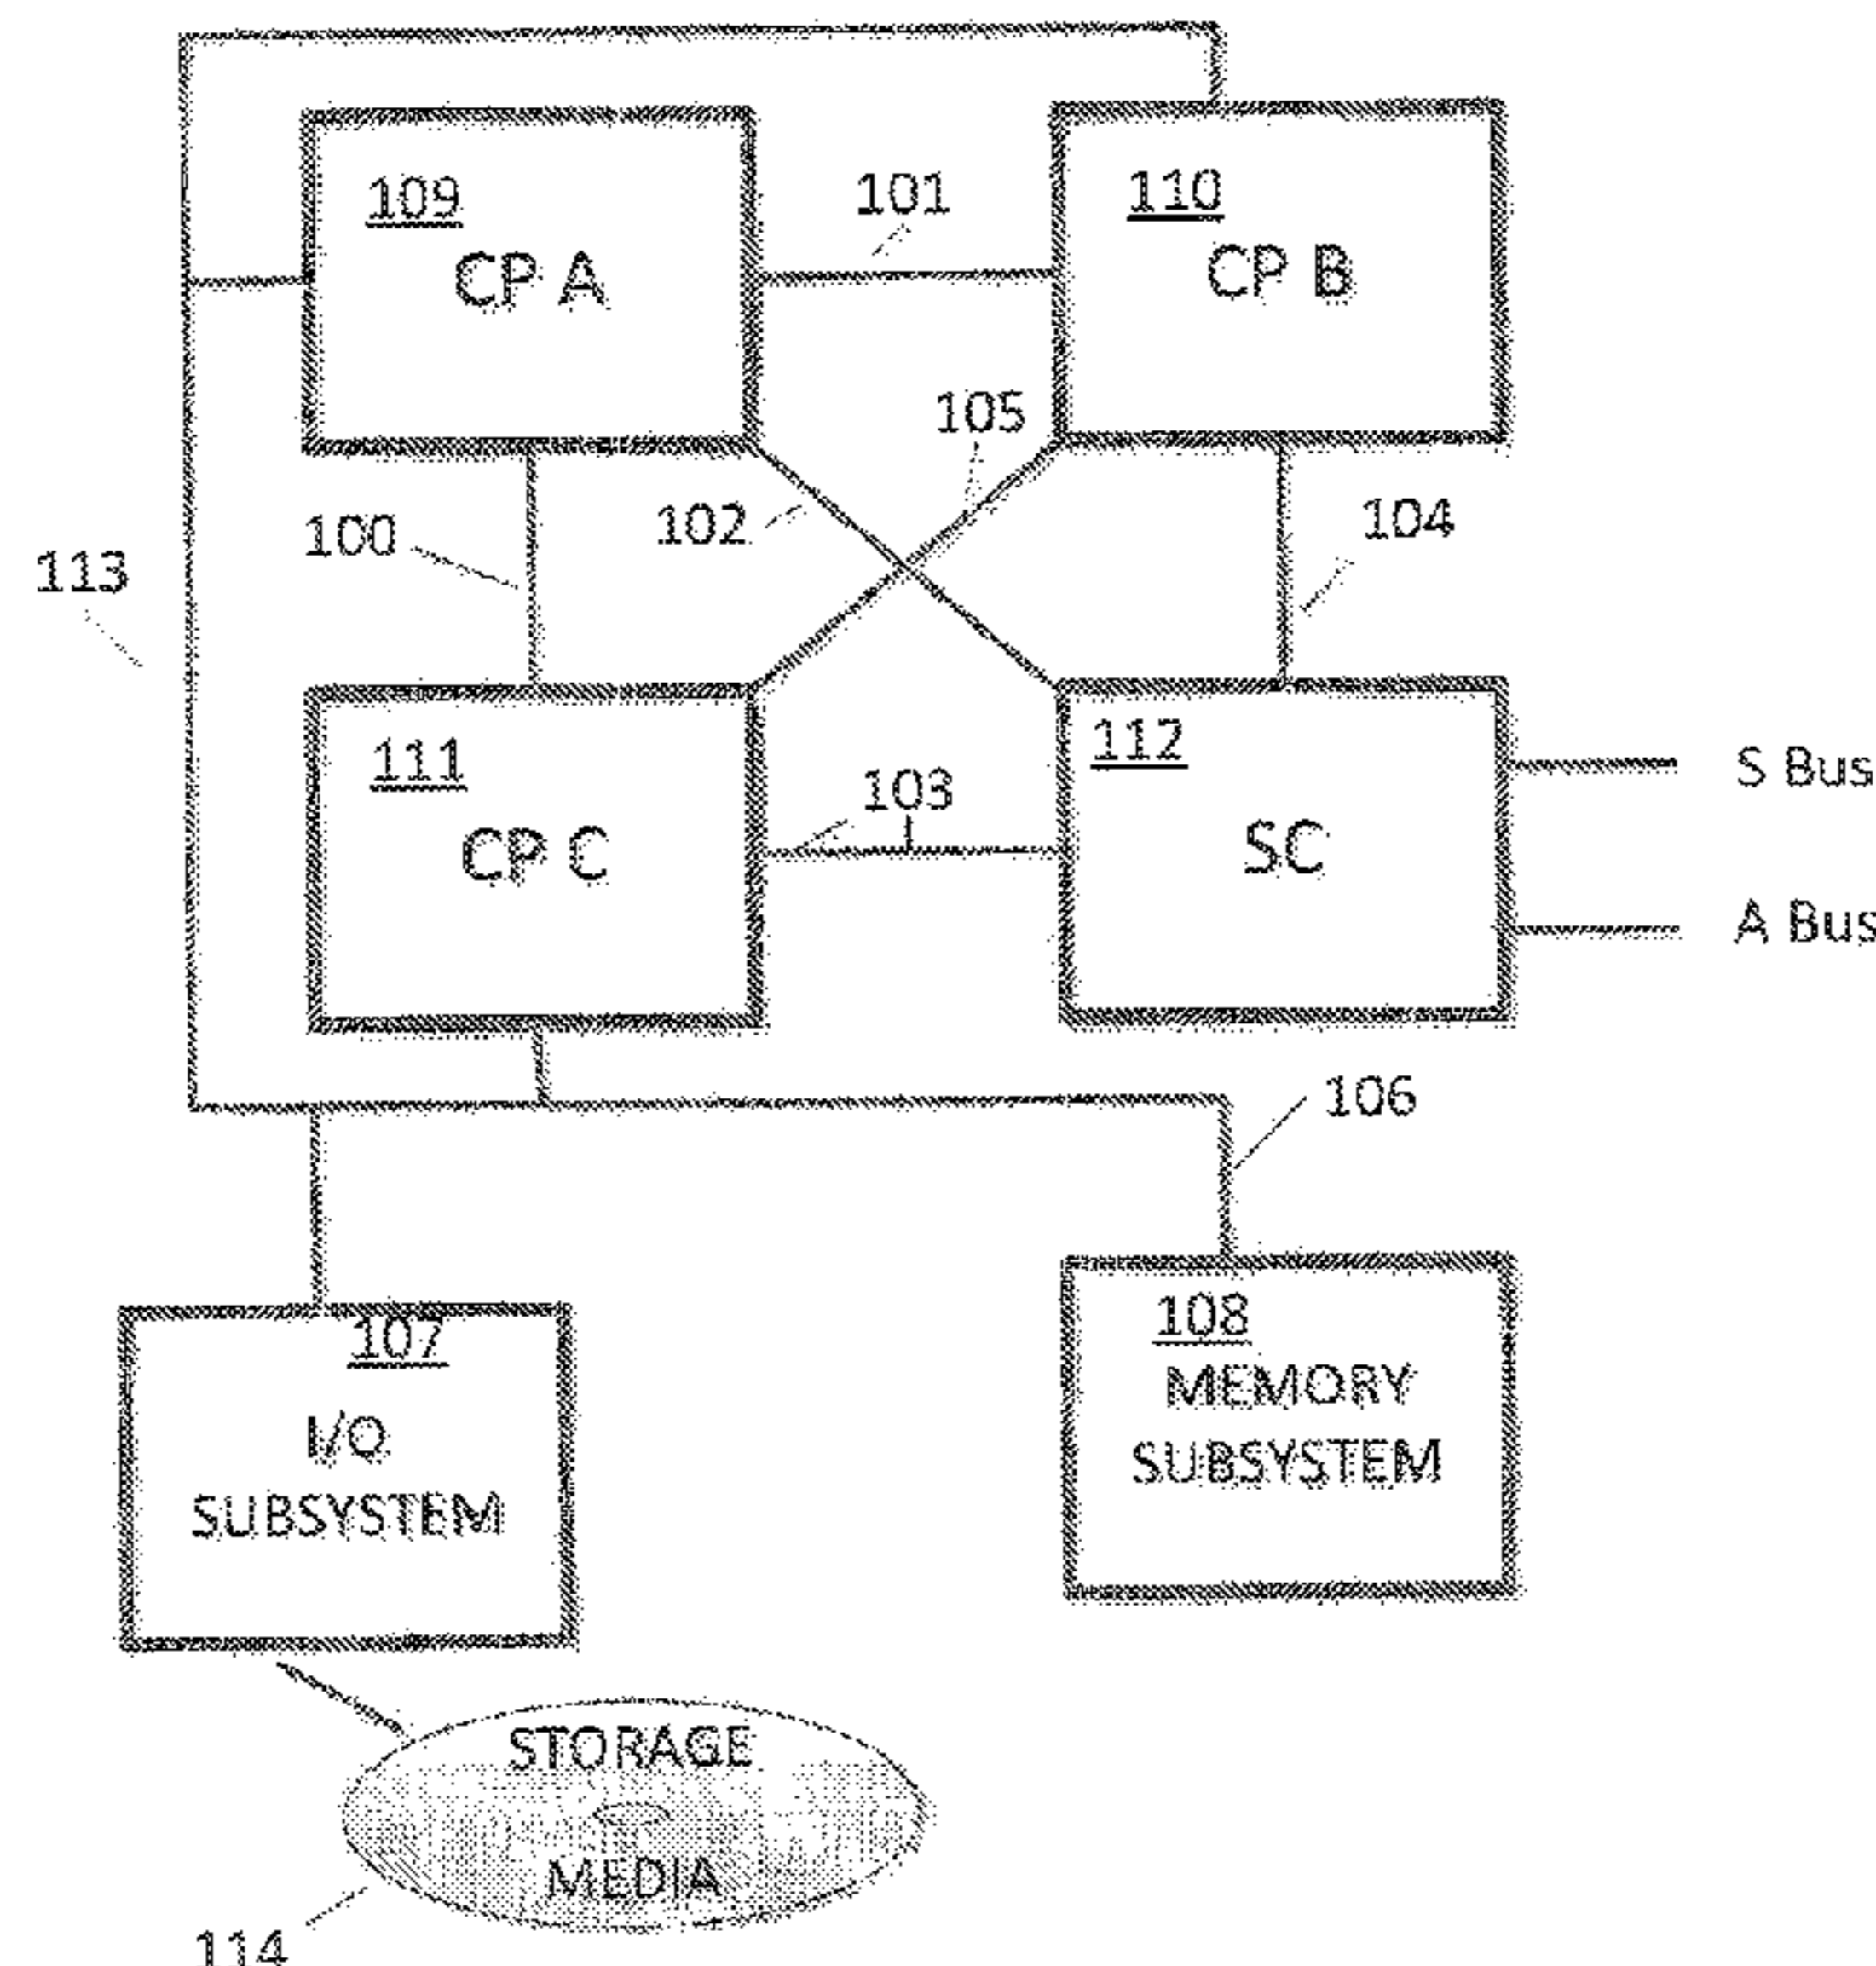 109
CP A
101
110
CP B
105
102
100
104
113
111
CP C
103
112
SC
S Bus
A Bus
106
107
I/O
SUBSYSTEM
108
MEMORY
SUBSYSTEM
STORAGE
MEDIA
114